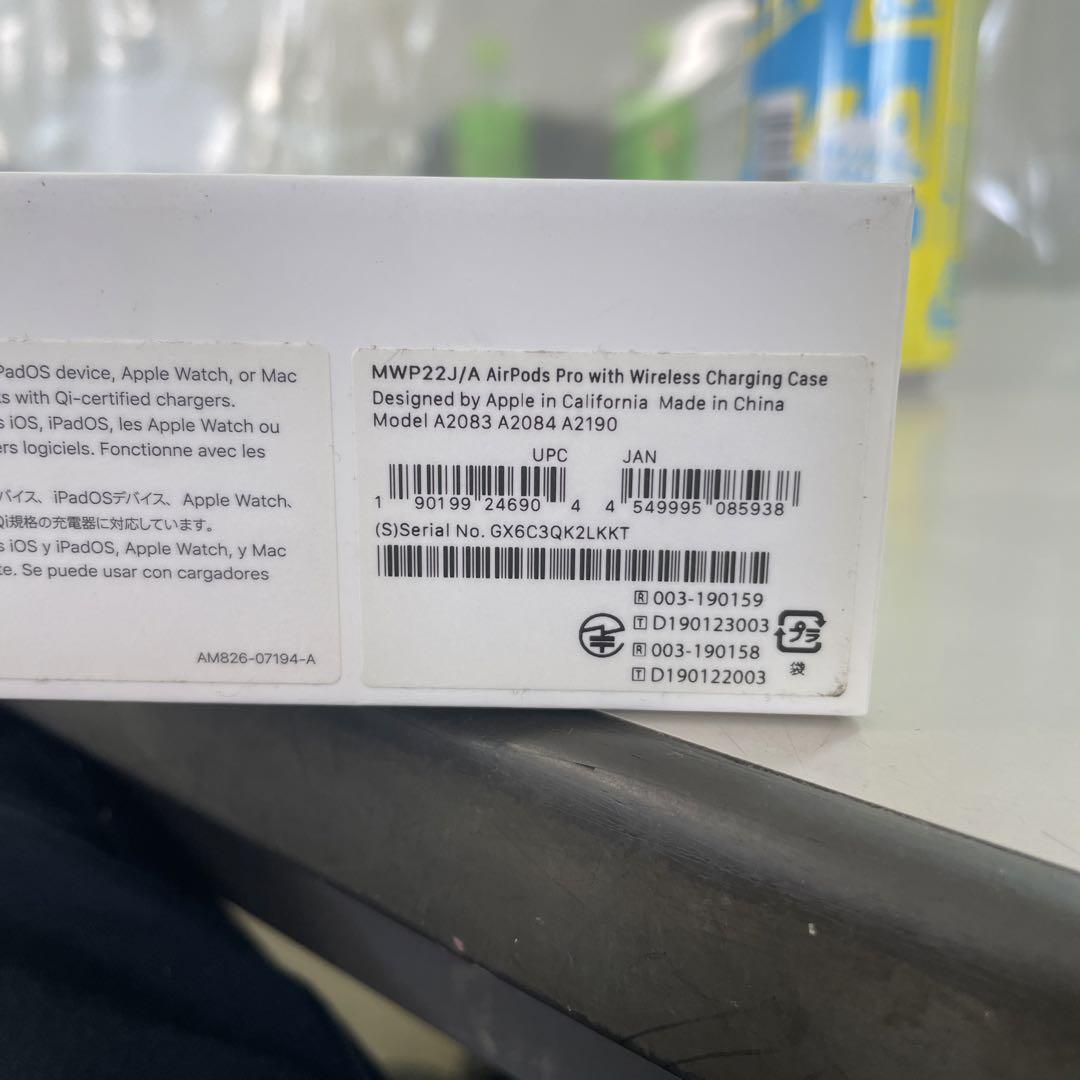 PadOS device, Apple Watch, or Mac
s with Qi-certified chargers.
s iOS, iPadOS, les Apple Watch ou
ers logiciels. Fonctionne avec les
バイス、iPadOSデバイス、Apple Watch、
Qi規格の充電器に対応しています。
s iOS y iPadOS, Apple Watch, y Mac
te. Se puede usar con cargadores
AM826-07194-A
MWP22J/A AirPods Pro with Wireless Charging Case
Designed by Apple in California Made in China
Model A2083 A2084 A2190
UPC JAN
1 90199 24690 4 4 549995 085938
(S)Serial No. GX6C3QK2LKKT
R 003-190159
T D190123003
R 003-190158
T D190122003
プラ
袋